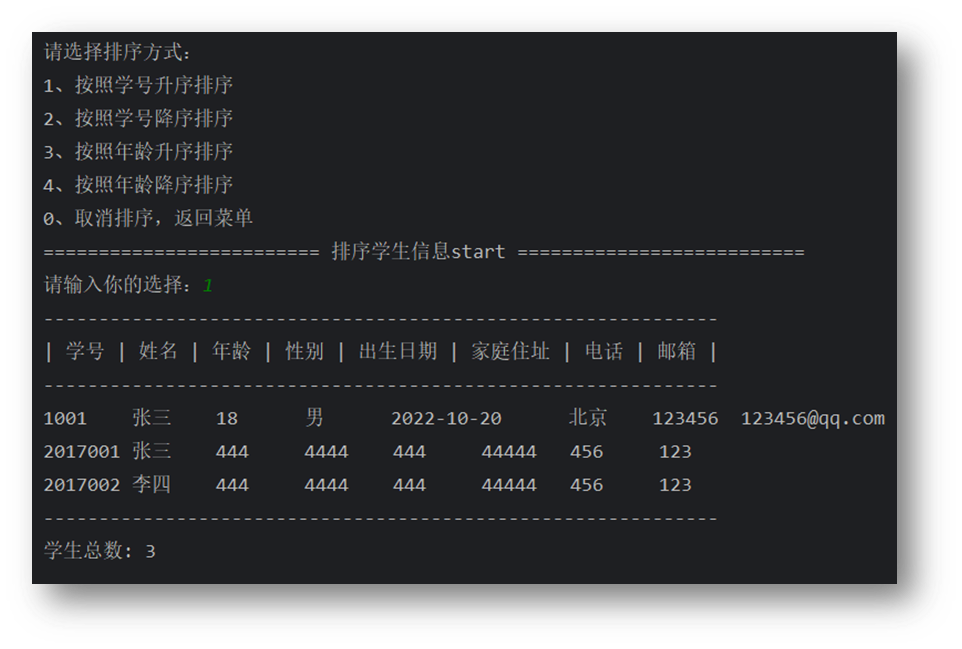 请选择排序方式：
1、按照学号升序排序
2、按照学号降序排序
3、按照年龄升序排序
4、按照年龄降序排序
0、取消排序，返回菜单
========================= 排序学生信息start ==========================
请输入你的选择：1
-------------------------------------------------------------
| 学号 | 姓名 | 年龄 | 性别 | 出生日期 | 家庭住址 | 电话 | 邮箱 |
-------------------------------------------------------------
1001    张三    18      男      2022-10-20      北京    123456  123456@qq.com
2017001 张三    444     4444    444     44444   456     123
2017002 李四    444     4444    444     44444   456     123
-------------------------------------------------------------
学生总数: 3